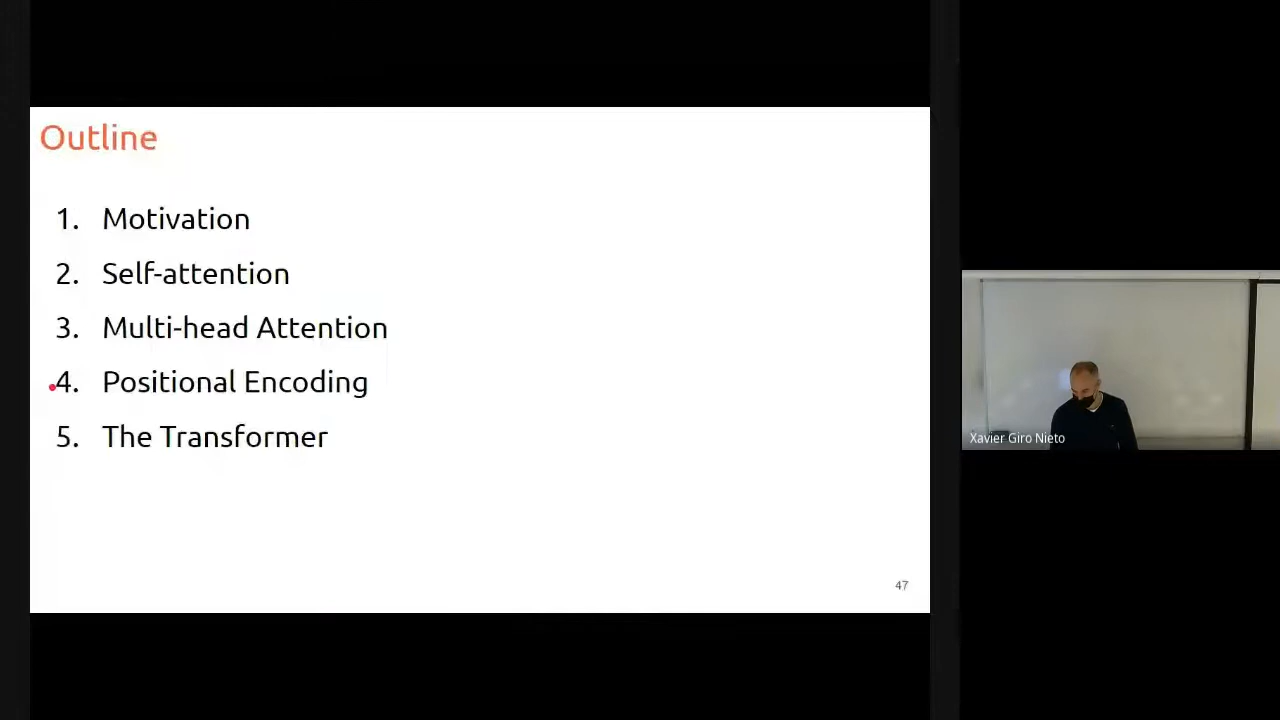 Outline
1. Motivation
2. Self-attention
3. Multi-head Attention
4. Positional Encoding
5. The Transformer
47
Xavier Giro Nieto